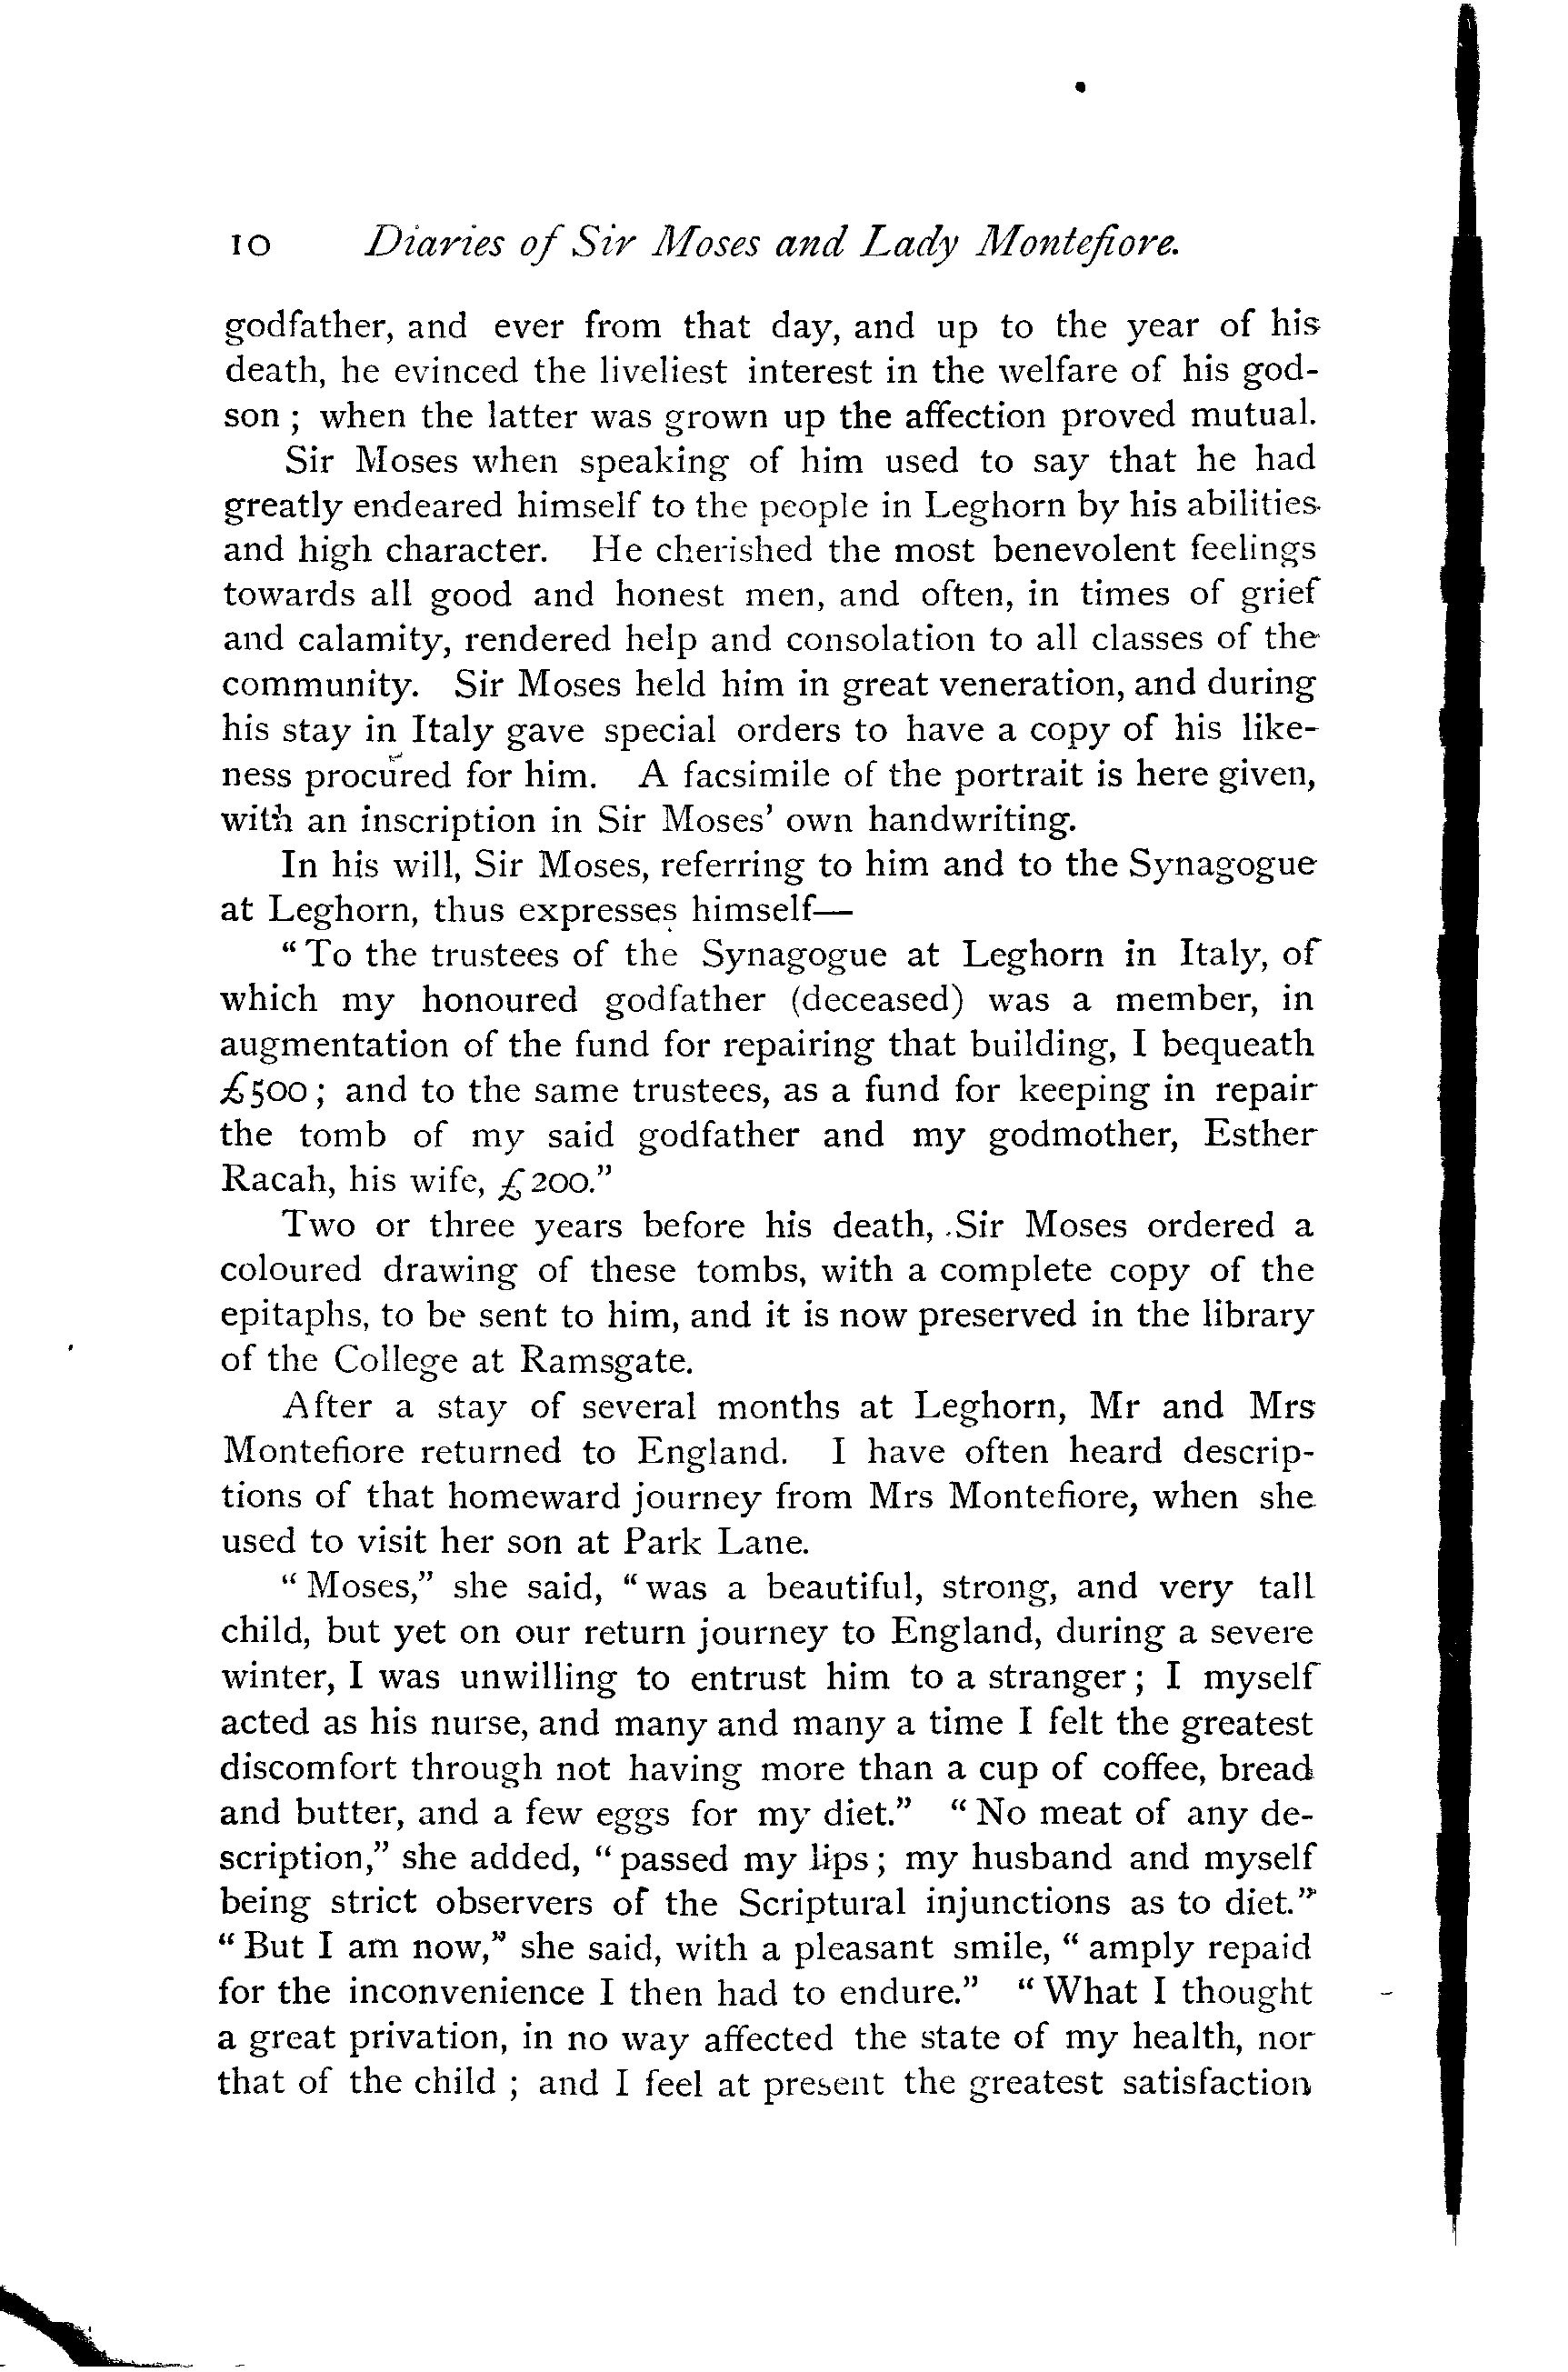 10 Diaries of Sir Moses and Lady Montefiore.
godfather, and ever from that day, and up to the year of his
death, he evinced the liveliest interest in the welfare of his god-
son ; when the latter was grown up the affection proved mutual.
Sir Moses when speaking of him used to say that he had
greatly endeared himself to the people in Leghorn by his abilities
and high character. He cherished the most benevolent feelings
towards all good and honest men, and often, in times of grief
and calamity, rendered help and consolation to all classes of the
community. Sir Moses held him in great veneration, and during
his stay in Italy gave special orders to have a copy of his like-
ness procured for him. A facsimile of the portrait is here given,
with an inscription in Sir Moses' own handwriting.
In his will, Sir Moses, referring to him and to the Synagogue
at Leghorn, thus expresses himself—
“To the trustees of the Synagogue at Leghorn in Italy, of
which my honoured godfather (deceased) was a member, in
augmentation of the fund for repairing that building, I bequeath
£500; and to the same trustees, as a fund for keeping in repair
the tomb of my said godfather and my godmother, Esther
Racah, his wife, £200.”
Two or three years before his death, Sir Moses ordered a
coloured drawing of these tombs, with a complete copy of the
epitaphs, to be sent to him, and it is now preserved in the library
of the College at Ramsgate.
After a stay of several months at Leghorn, Mr and Mrs
Montefiore returned to England. I have often heard descrip-
tions of that homeward journey from Mrs Montefiore, when she
used to visit her son at Park Lane.
“Moses,” she said, “was a beautiful, strong, and very tall
child, but yet on our return journey to England, during a severe
winter, I was unwilling to entrust him to a stranger; I myself
acted as his nurse, and many and many a time I felt the greatest
discomfort through not having more than a cup of coffee, bread
and butter, and a few eggs for my diet.” “No meat of any de-
scription,” she added, “passed my lips; my husband and myself
being strict observers of the Scriptural injunctions as to diet.”
“But I am now,” she said, with a pleasant smile, “amply repaid
for the inconvenience I then had to endure.” “What I thought
a great privation, in no way affected the state of my health, nor
that of the child ; and I feel at present the greatest satisfaction